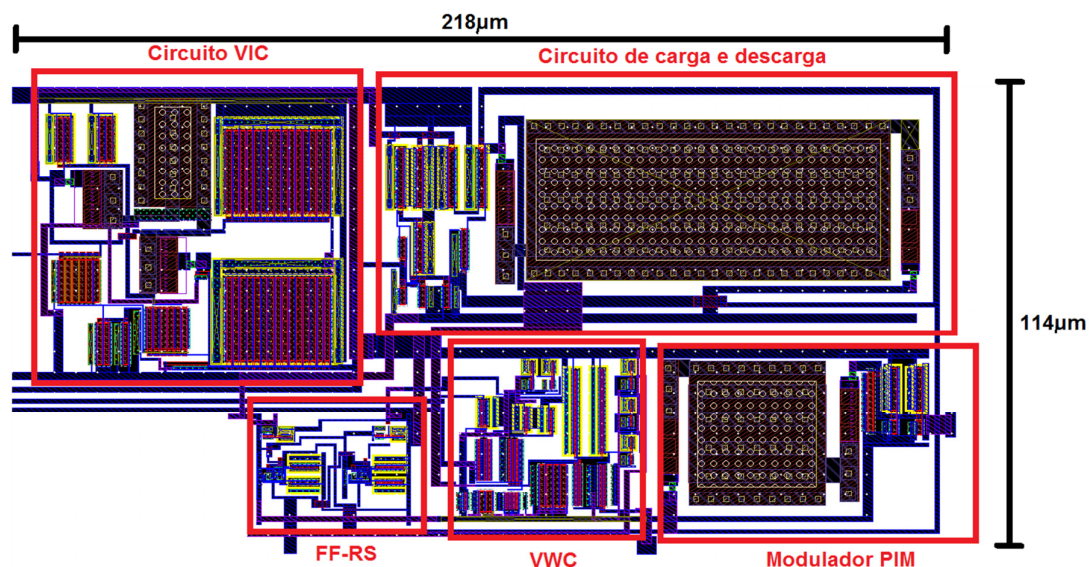 218µm
Circuito VIC
Circuito de carga e descarga
114µm
FF-RS
VWC
Modulador PIM